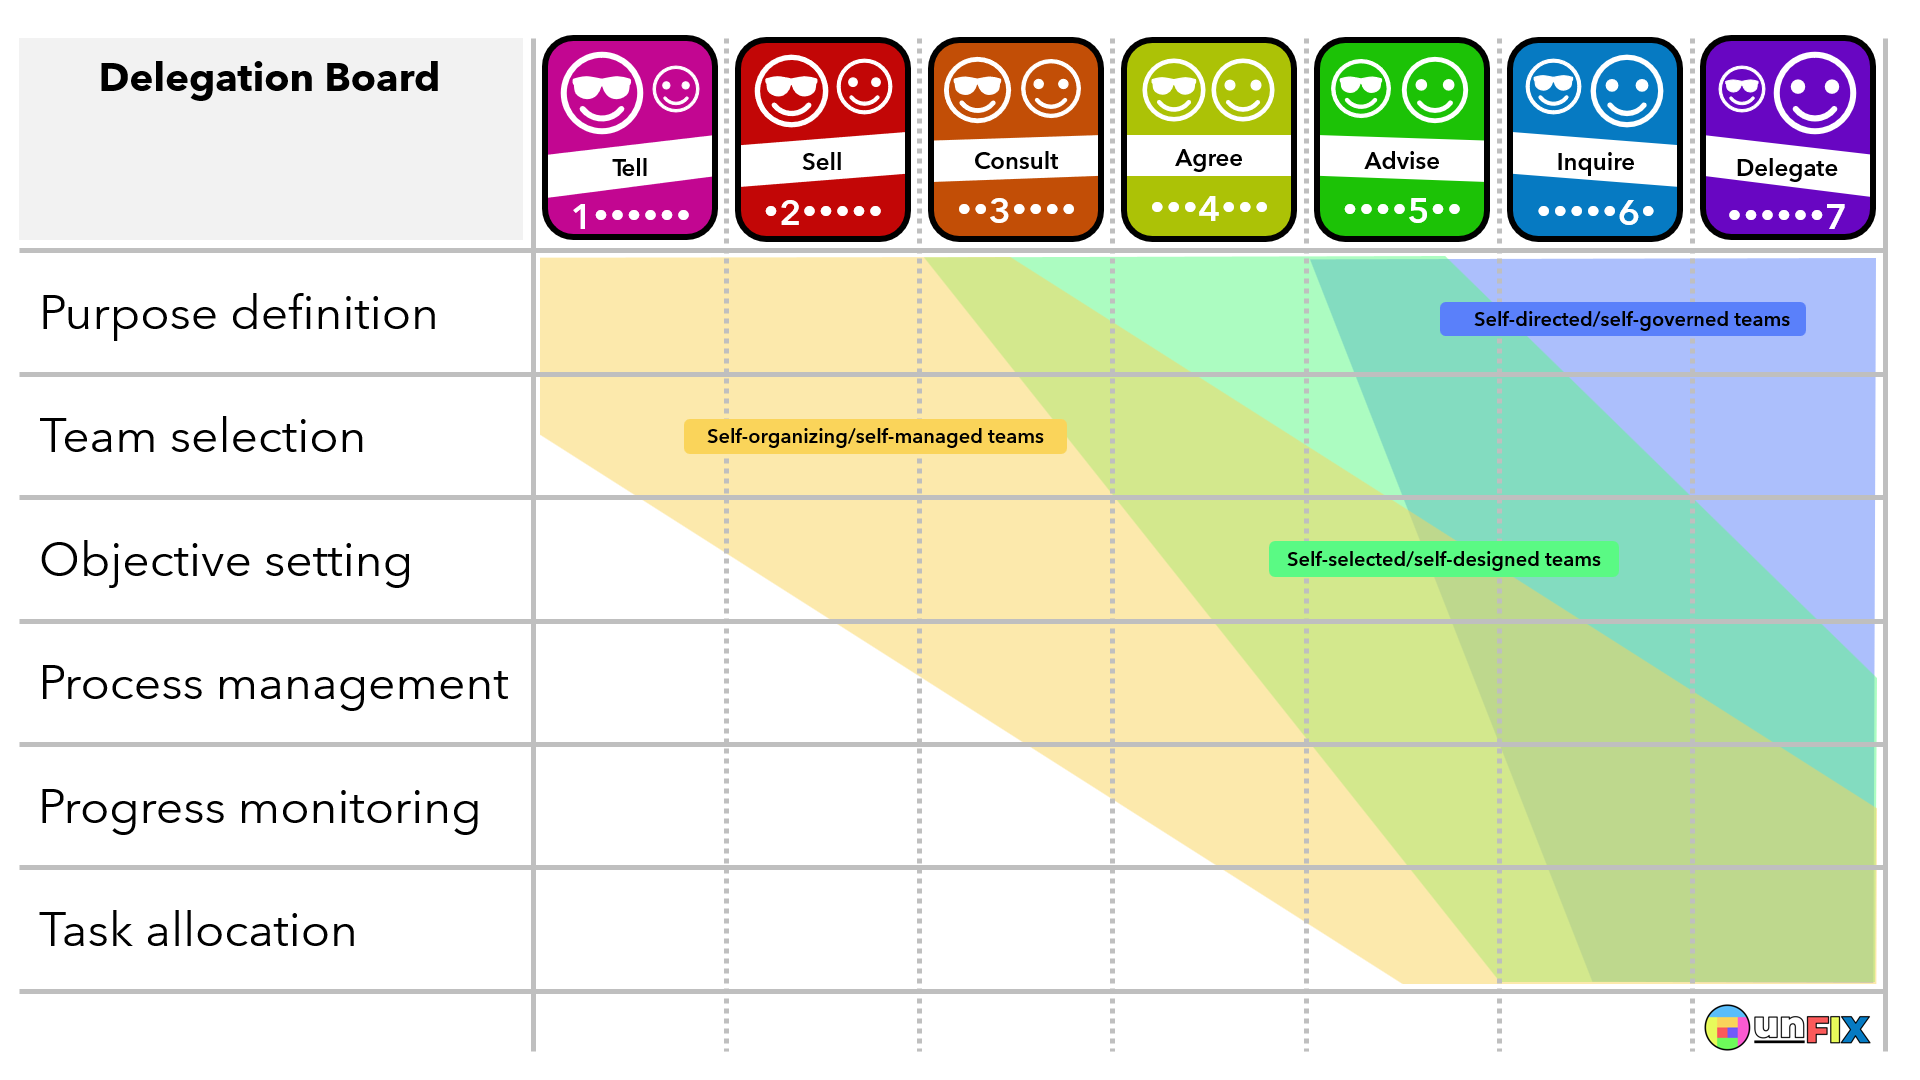 Delegation Board
Tell
Sell
Consult
Agree
Advise
Inquire
Delegate
1
2
3
4
5
6
7
Purpose definition
Self-directed/self-governed teams
Team selection
Self-organizing/self-managed teams
Objective setting
Self-selected/self-designed teams
Process management
Progress monitoring
Task allocation
unFIX